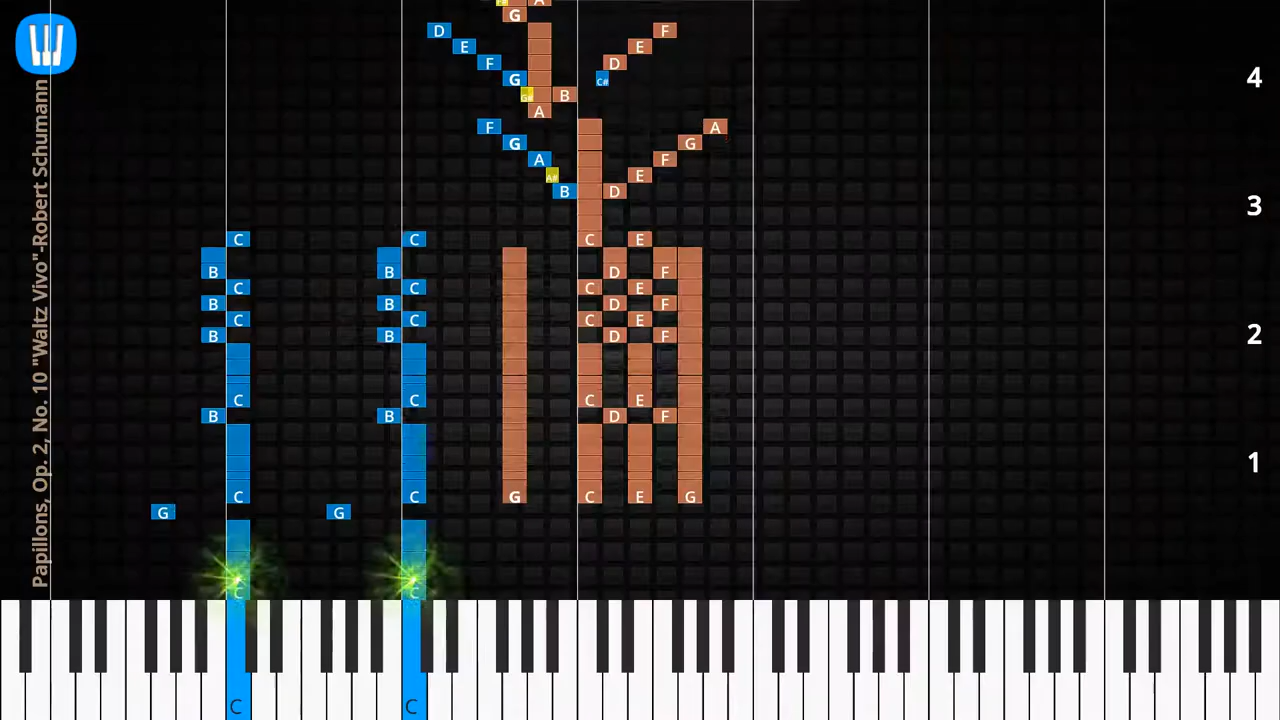 Papillons, Op. 2, No. 10 "Waltz Vivo"-Robert Schumann
A
G
D F
E E
F D
G C#
G# B
A
F A
G G
A F
A# E
B D
C C C E
B B D F
C C C E
B B D F
C C C E
B B D F
C C C E
B B D F
C C G C E G
G G
C C
C C
4
3
2
1